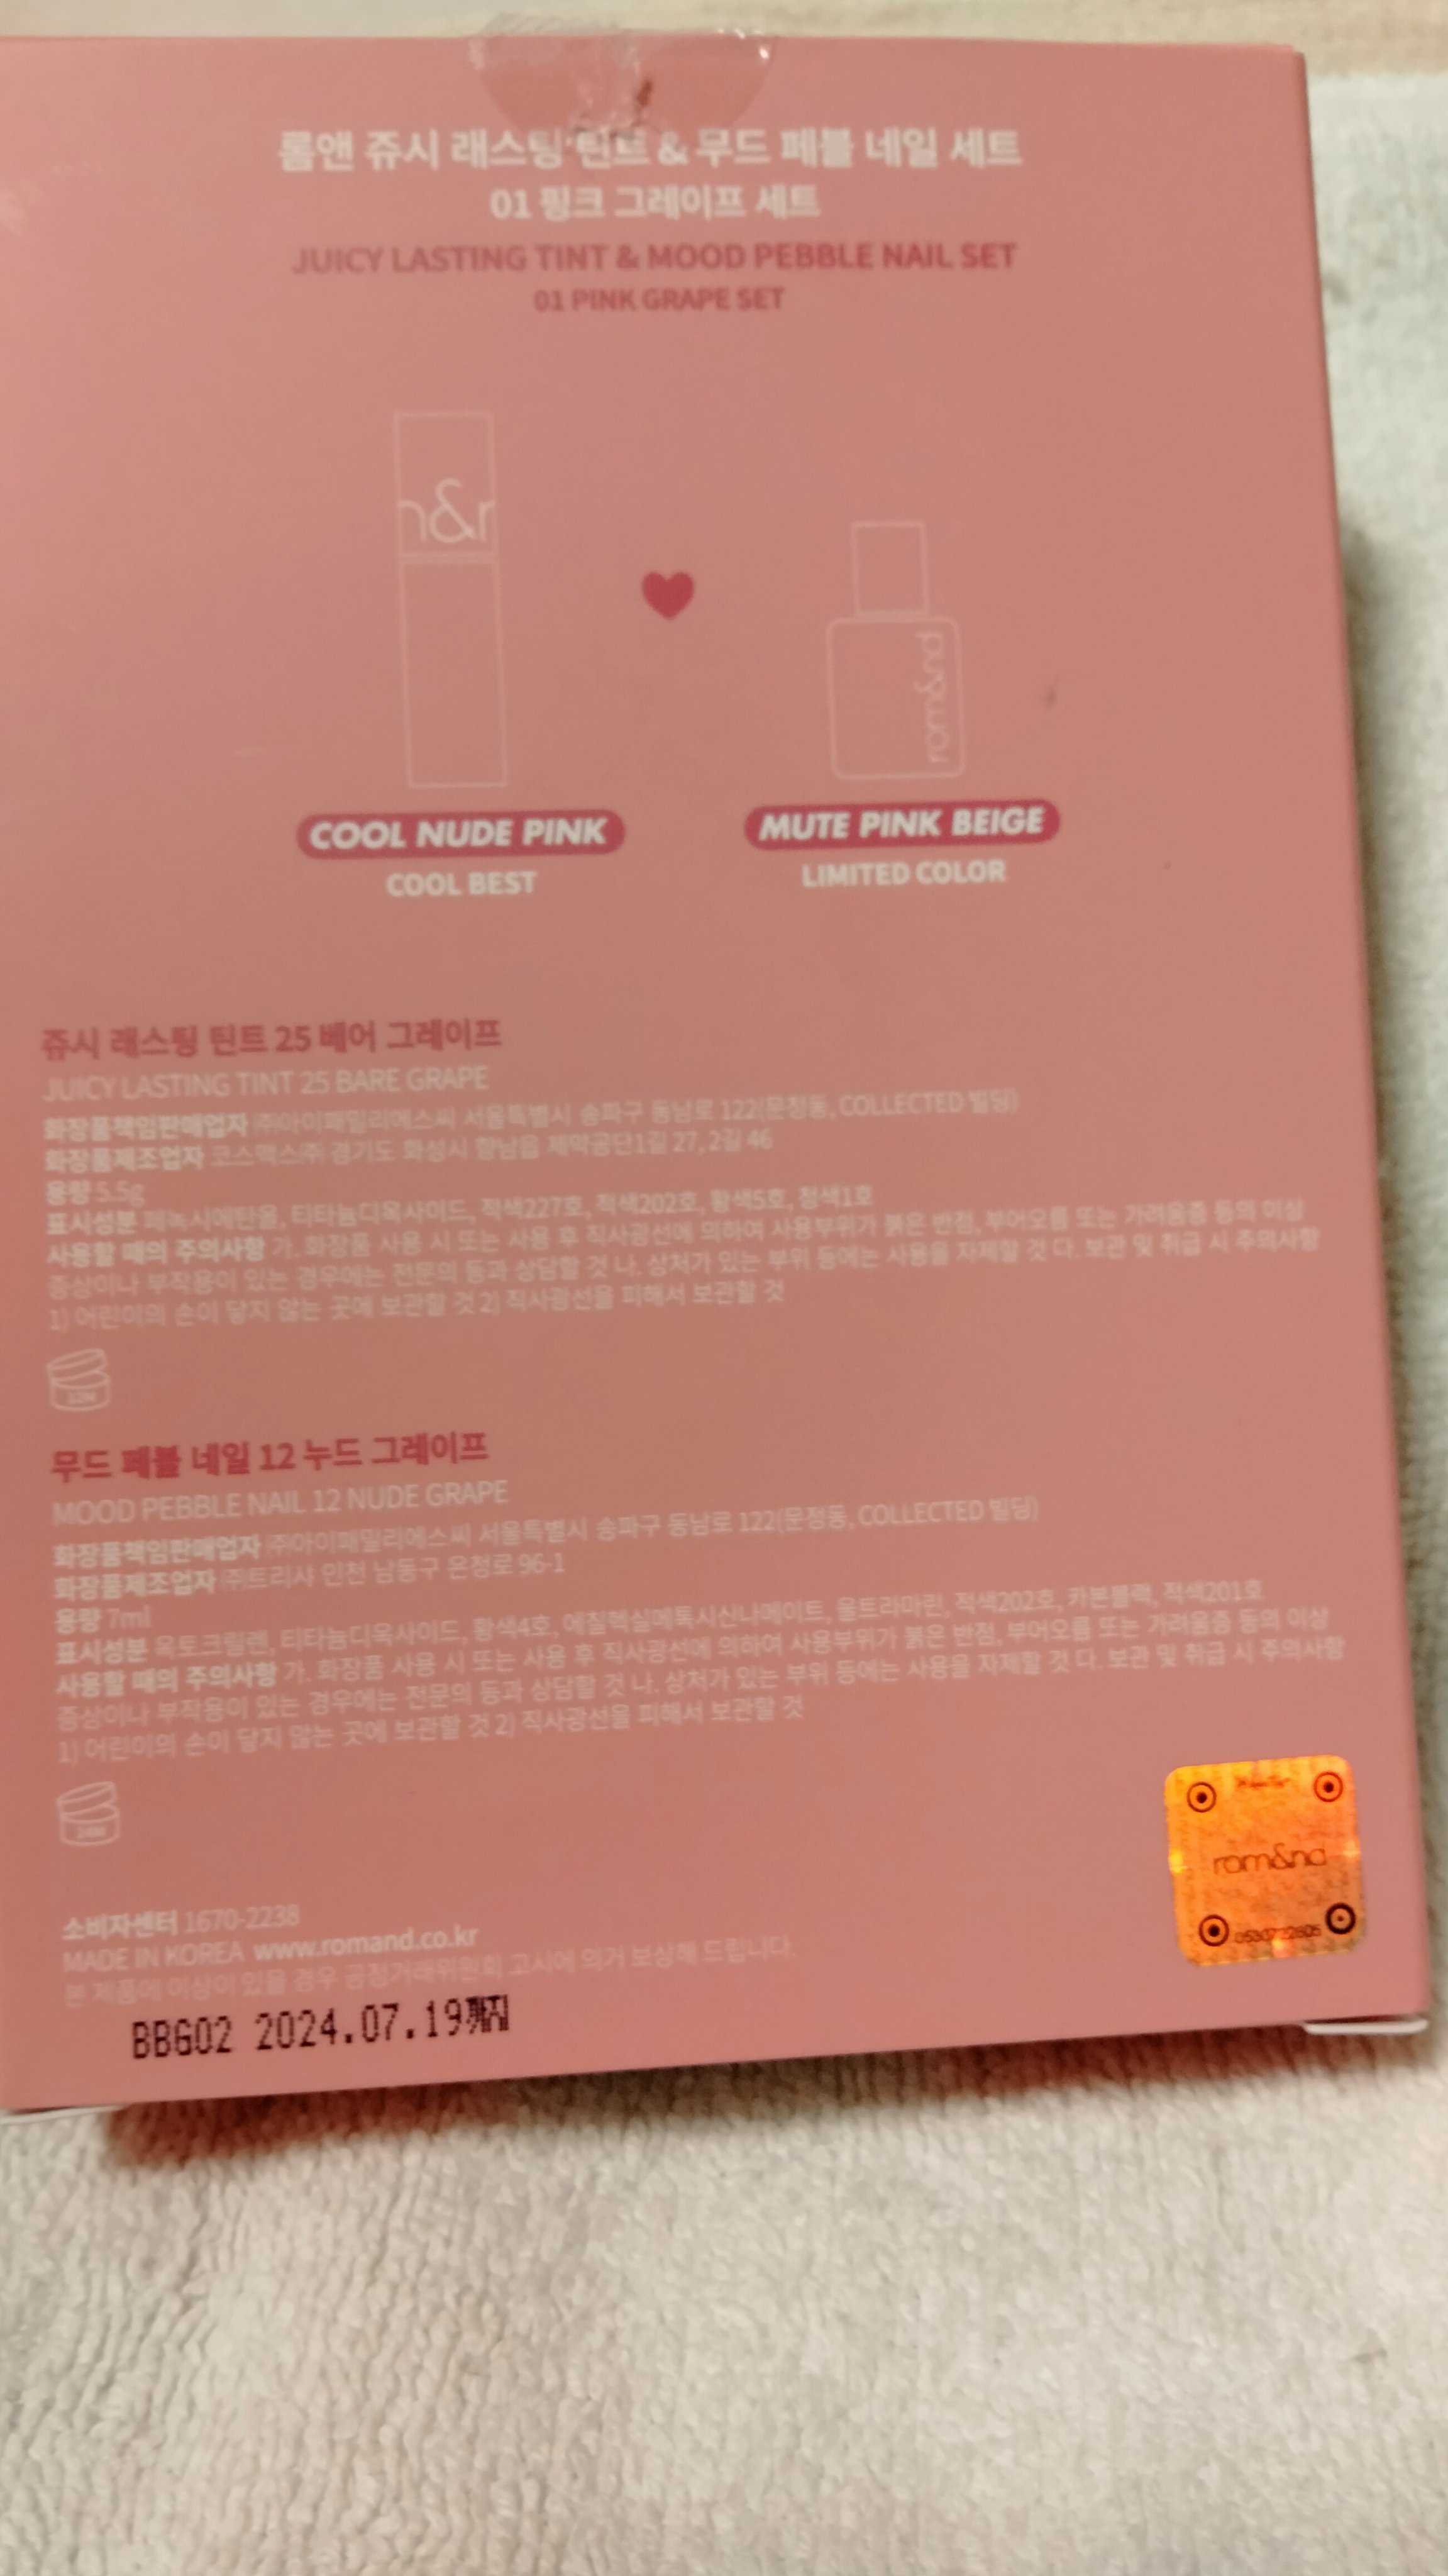 롬앤 쥬시 래스팅 틴트 & 무드 페블 네일 세트
01 핑크 그레이프 세트
JUICY LASTING TINT & MOOD PEBBLE NAIL SET
01 PINK GRAPE SET
n&r
rom&nd
COOL NUDE PINK
MUTE PINK BEIGE
COOL BEST
LIMITED COLOR
쥬시 래스팅 틴트 25 베어 그레이프
JUICY LASTING TINT 25 BARE GRAPE
화장품책임판매업자 ㈜아이패밀리에스씨 서울특별시 송파구 동남로 122(문정동, COLLECTED 빌딩)
화장품제조업자 코스맥스㈜ 경기도 화성시 향남읍 제약공단1길 27, 2길 46
용량 5.5g
표시성분 페녹시에탄올, 티타늄디옥사이드, 적색227호, 적색202호, 황색5호, 청색1호
사용할 때의 주의사항 가. 화장품 사용 시 또는 사용 후 직사광선에 의하여 사용부위가 붉은 반점, 부어오름 또는 가려움증 등의 이상
증상이나 부작용이 있는 경우에는 전문의 등과 상담할 것 나. 상처가 있는 부위 등에는 사용을 자제할 것 다. 보관 및 취급 시 주의사항
1) 어린이의 손이 닿지 않는 곳에 보관할 것 2) 직사광선을 피해서 보관할 것
12M
무드 페블 네일 12 누드 그레이프
MOOD PEBBLE NAIL 12 NUDE GRAPE
화장품책임판매업자 ㈜아이패밀리에스씨 서울특별시 송파구 동남로 122(문정동, COLLECTED 빌딩)
화장품제조업자 ㈜트리샤 인천 남동구 은청로 96-1
용량 7ml
표시성분 옥토크릴렌, 티타늄디옥사이드, 황색4호, 에칠헥실메톡시신나메이트, 울트라마린, 적색202호, 카본블랙, 적색201호
사용할 때의 주의사항 가. 화장품 사용 시 또는 사용 후 직사광선에 의하여 사용부위가 붉은 반점, 부어오름 또는 가려움증 등의 이상
증상이나 부작용이 있는 경우에는 전문의 등과 상담할 것 나. 상처가 있는 부위 등에는 사용을 자제할 것 다. 보관 및 취급 시 주의사항
1) 어린이의 손이 닿지 않는 곳에 보관할 것 2) 직사광선을 피해서 보관할 것
24M
rom&nd
소비자센터 1670-2238
MADE IN KOREA www.romand.co.kr
본 제품에 이상이 있을 경우 공정거래위원회 고시에 의거 보상해 드립니다.
BBG02 2024.07.19까지